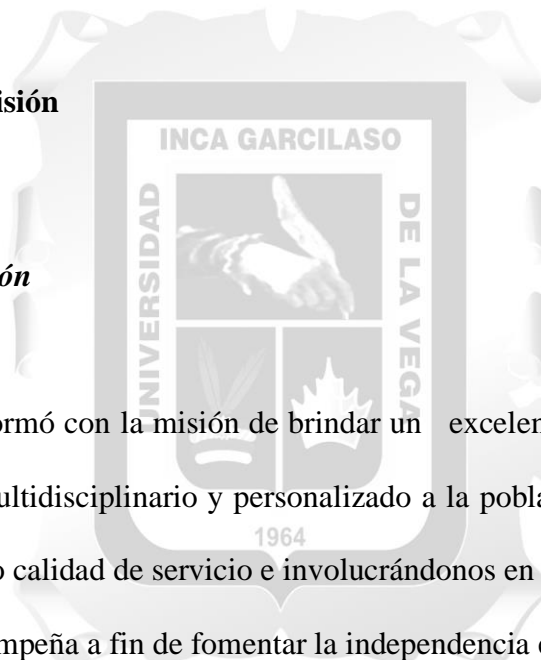 isión
ón
INCA GARCILASO
UNIVERSIDAD
DE LA VEGA
1964
ormó con la misión de brindar un excelen
ultidisciplinario y personalizado a la pobla
o calidad de servicio e involucrándonos en
mpeña a fin de fomentar la independencia